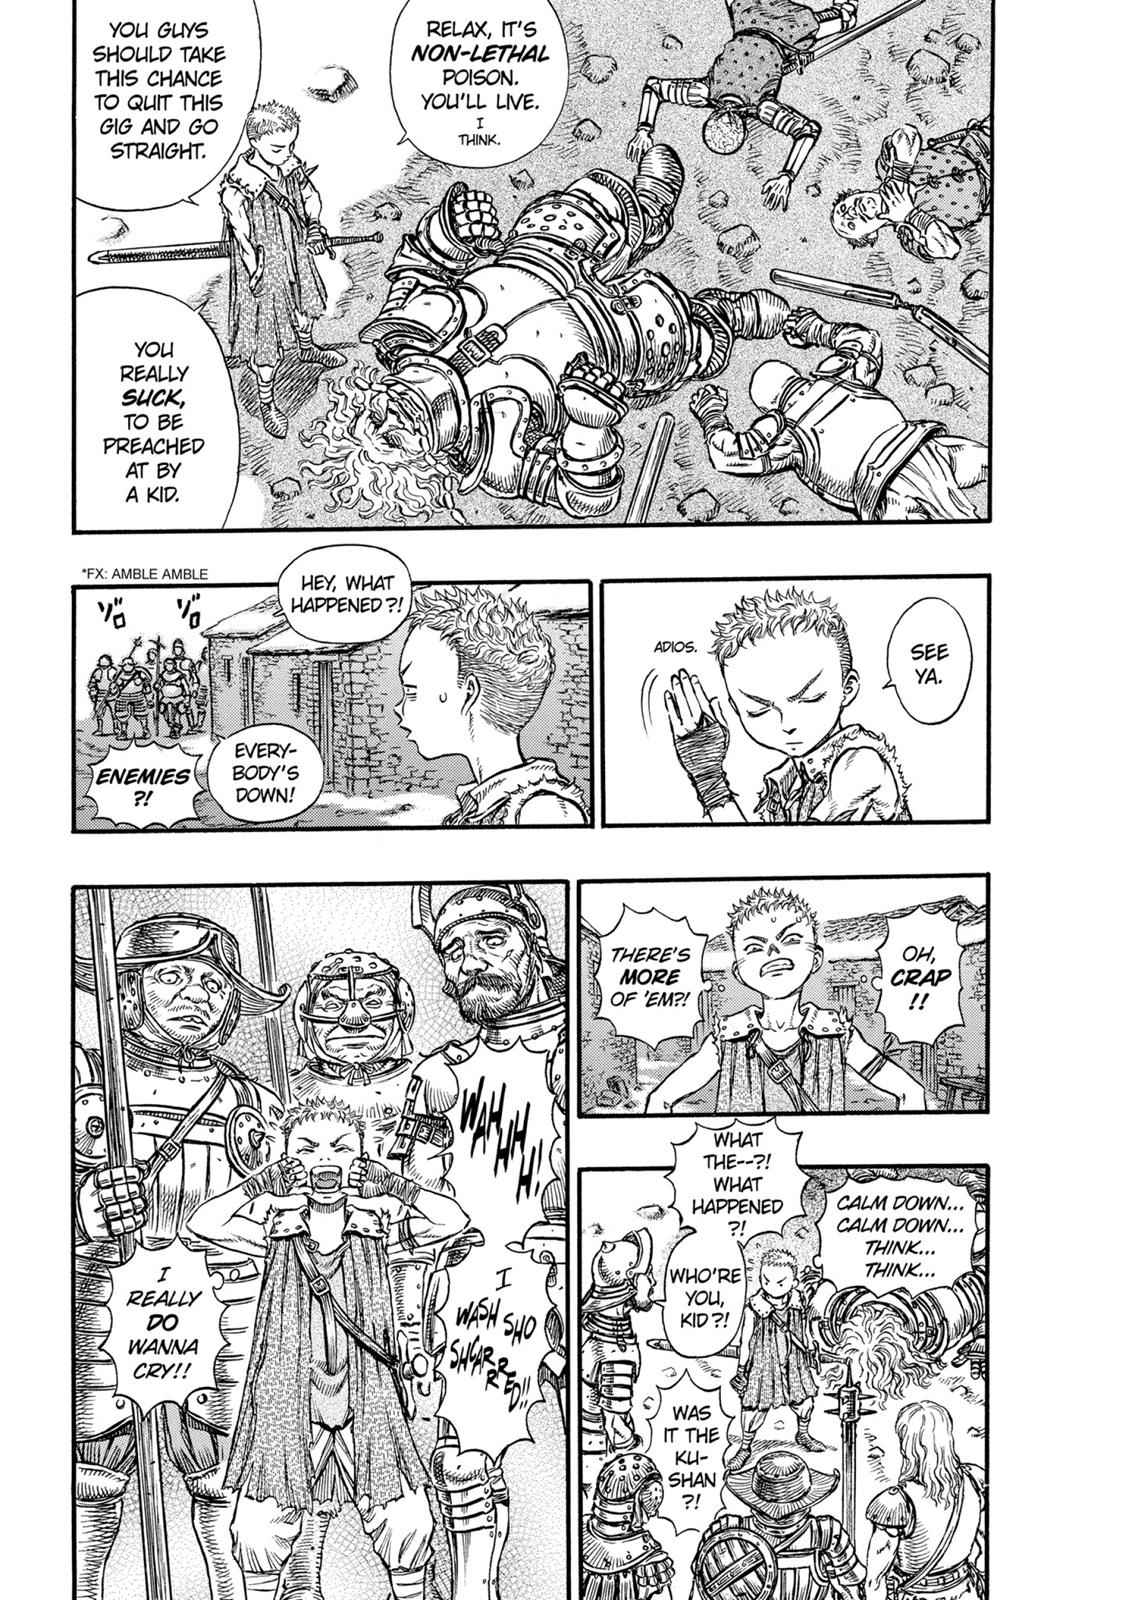 RELAX, IT'S
NON-LETHAL
POISON.
YOU'LL LIVE.
I
THINK.
YOU GUYS
SHOULD TAKE
THIS CHANCE
TO QUIT THIS
GIG AND GO
STRAIGHT.
YOU
REALLY
SUCK,
TO BE
PREACHED
AT BY
A KID.
SEE
YA.
ADIOS.
*FX: AMBLE AMBLE
HEY, WHAT
HAPPENED?!
ゾロ
ゾロ
EVERY-
BODY'S
DOWN!
ENEMIES
?!
OH,
CRAP
!!
THERE'S
MORE
OF 'EM?!
WHAT
THE--?!
WHAT
HAPPENED
?!
CALM DOWN...
CALM DOWN...
THINK...
THINK...
WHO'RE
YOU,
KID?!
WAS
IT THE
KU-
SHAN
?!
WAHHH!
I
WASH SHO
SHCARRED!!
I
REALLY
DO
WANNA
CRY!!